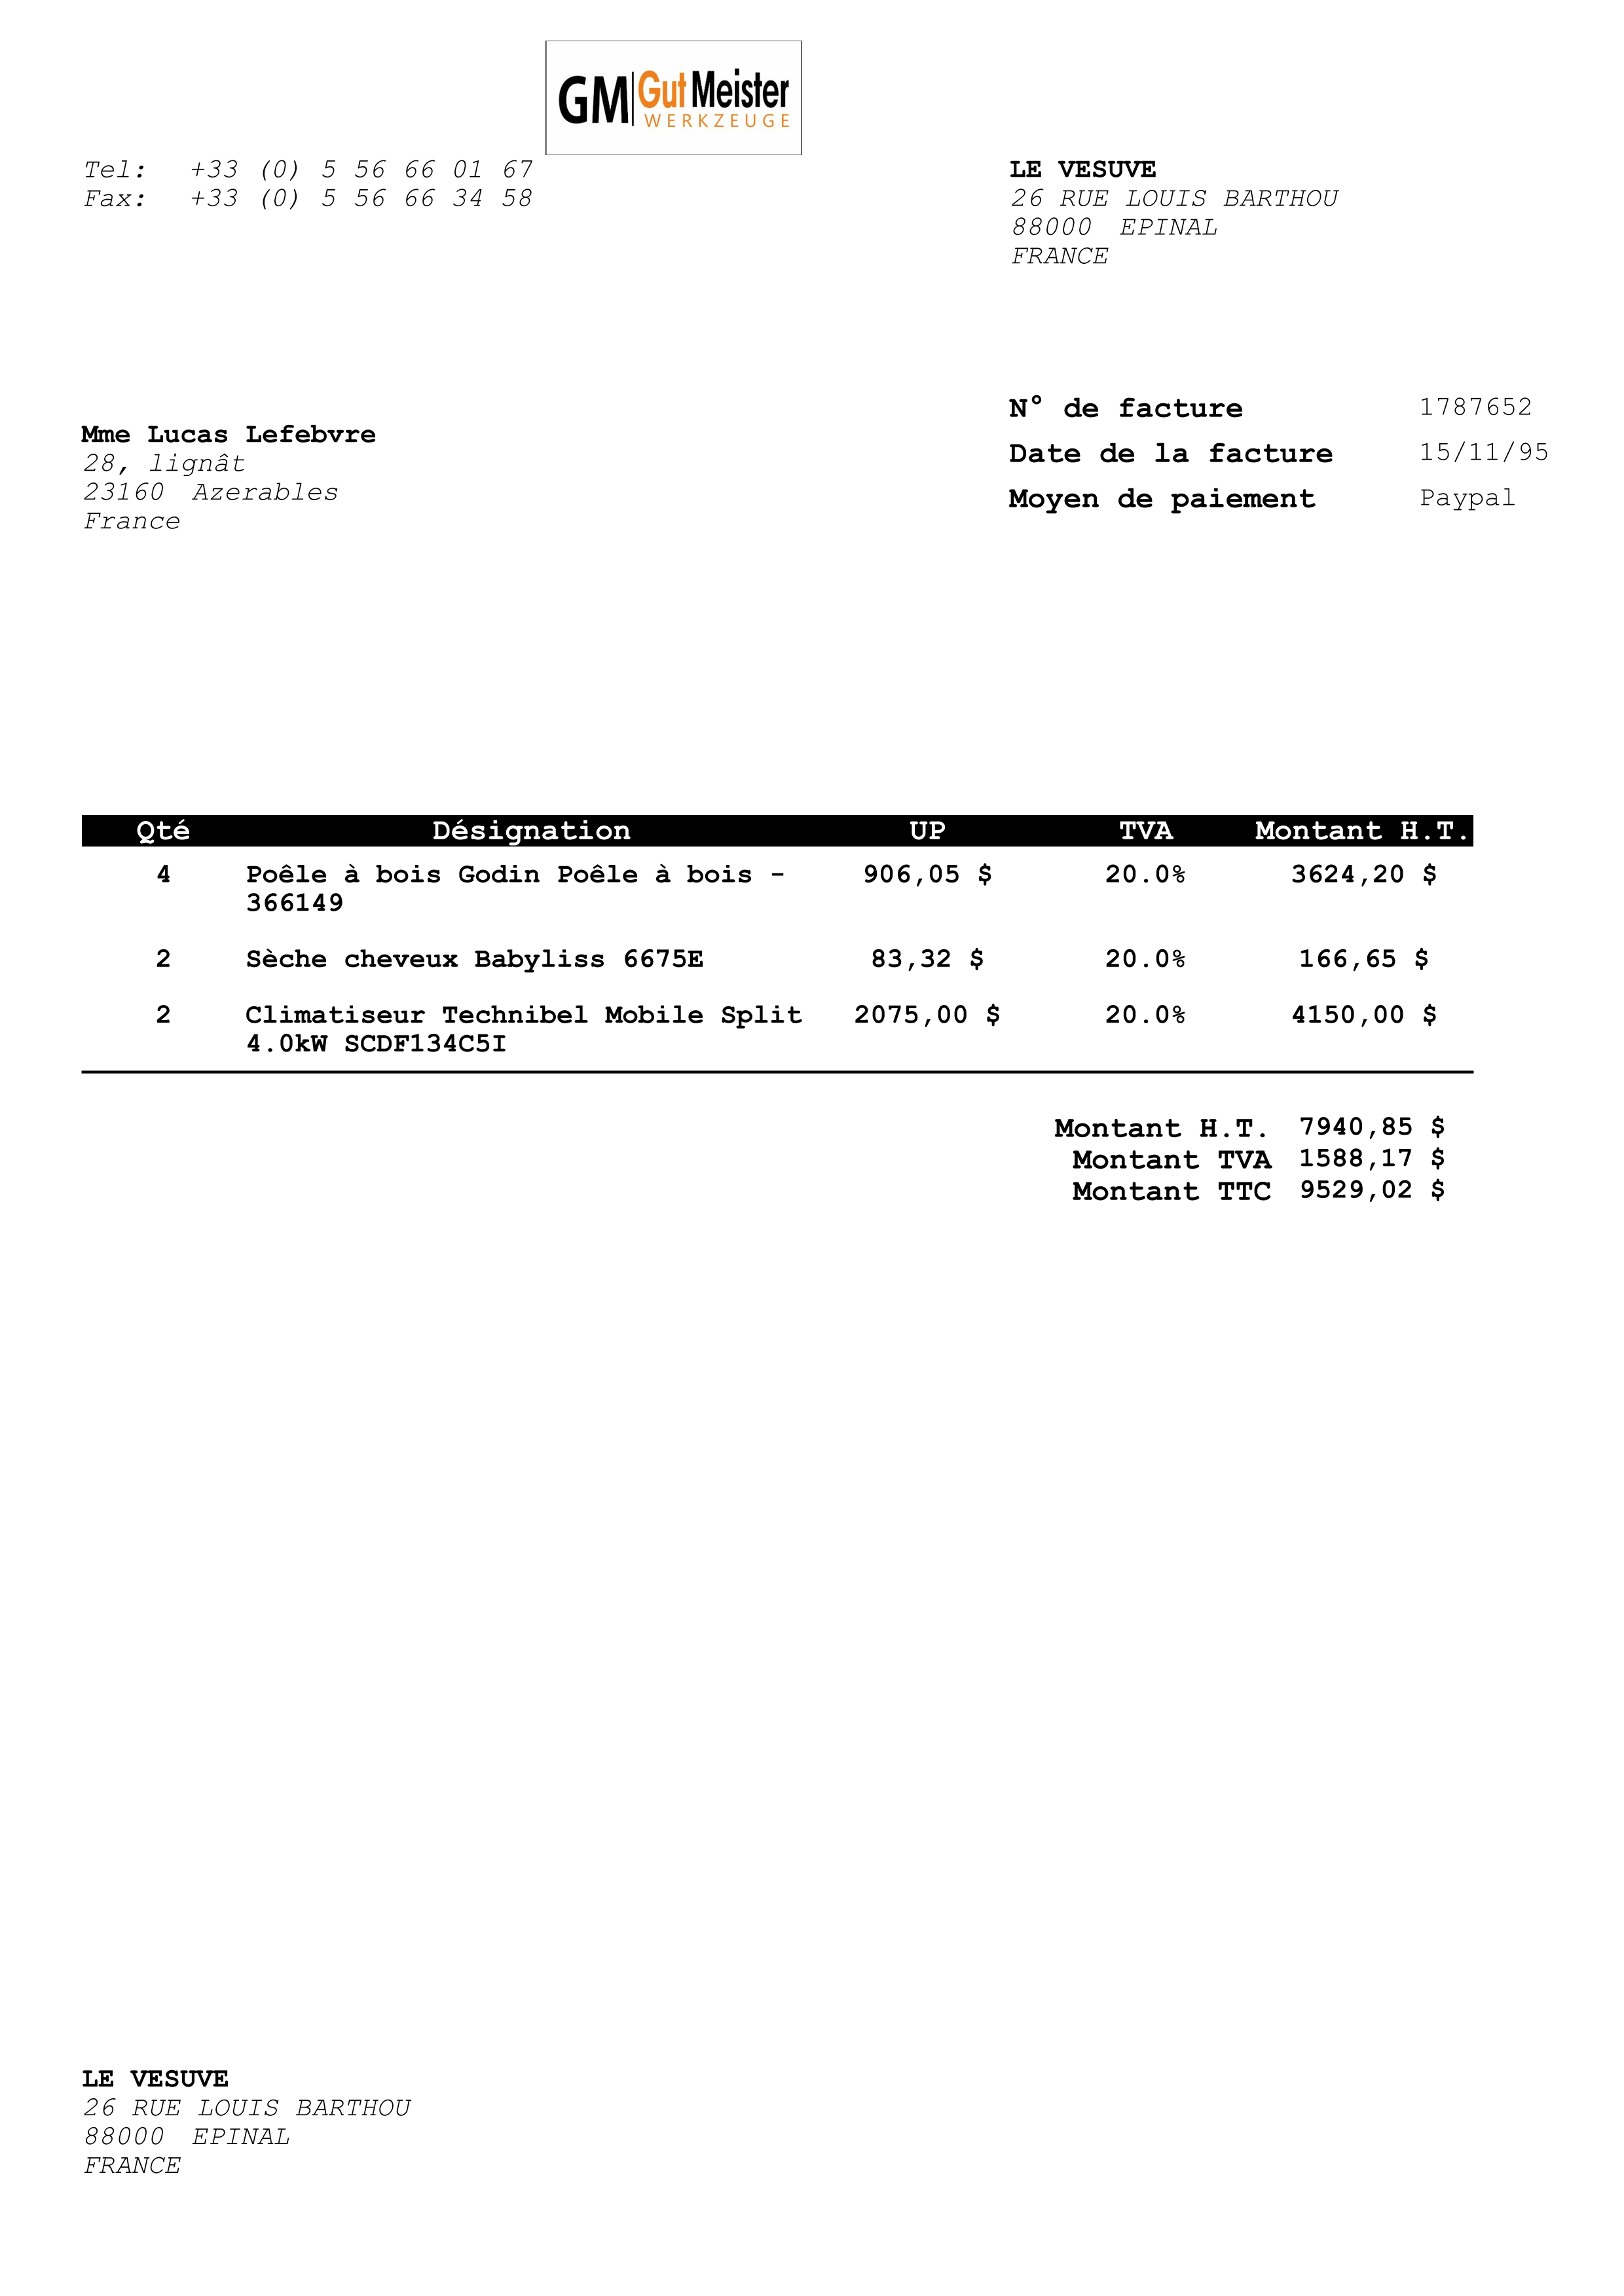 GM Gut Meister
WERKZEUGE
Tel: +33 (0) 5 56 66 01 67
Fax: +33 (0) 5 56 66 34 58
LE VESUVE
26 RUE LOUIS BARTHOU
88000 EPINAL
FRANCE
Mme Lucas Lefebvre
28, lignât
23160 Azerables
France
N° de facture 1787652
Date de la facture 15/11/95
Moyen de paiement Paypal
Qté Désignation UP TVA Montant H.T.
4 Poêle à bois Godin Poêle à bois - 906,05 $ 20.0% 3624,20 $
366149
2 Sèche cheveux Babyliss 6675E 83,32 $ 20.0% 166,65 $
2 Climatiseur Technibel Mobile Split 2075,00 $ 20.0% 4150,00 $
4.0kW SCDF134C5I
Montant H.T. 7940,85 $
Montant TVA 1588,17 $
Montant TTC 9529,02 $
LE VESUVE
26 RUE LOUIS BARTHOU
88000 EPINAL
FRANCE